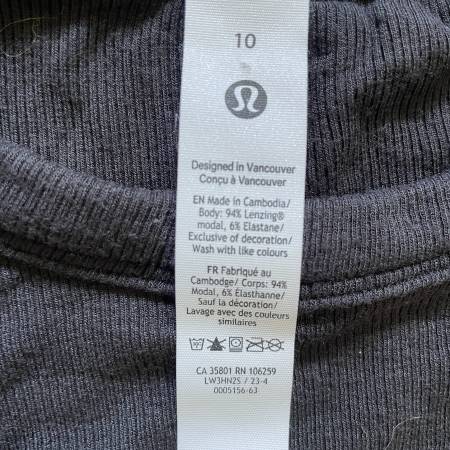 10
Designed in Vancouver
Conçu à Vancouver
EN Made in Cambodia/
Body: 94% Lenzing®
modal, 6% Elastane/
Exclusive of decoration/
Wash with like colours
FR Fabriqué au
Cambodge/ Corps: 94%
Modal, 6% Élasthanne/
Sauf la décoration/
Lavage avec des couleurs
similaires
CA 35801 RN 106259
LW3HN2S / 23-4
0005156-63